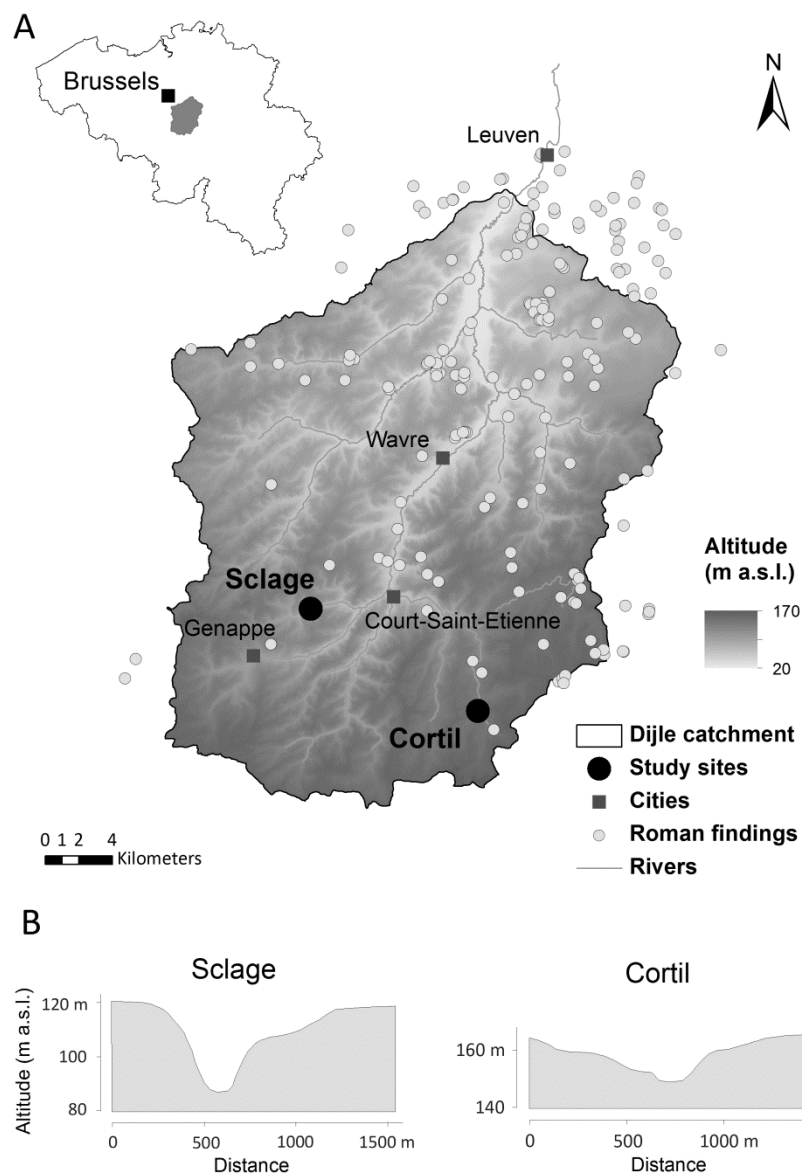 A
Brussels
N
Leuven
Wavre
Altitude
(m a.s.l.)
170
20
Sclage
Genappe
Court-Saint-Etienne
Cortil
Dijle catchment
Study sites
Cities
Roman findings
Rivers
0 1 2 4
Kilometers
B
Sclage
Altitude (m a.s.l.)
120 m
100
80
0 500 1000 1500 m
Distance
Cortil
160 m
140
0 500 1000 m
Distance